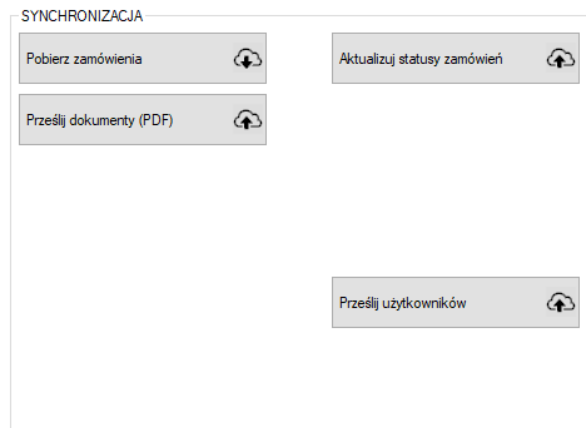 SYNCHRONIZACJA
Pobierz zamówienia
Aktualizuj statusy zamówień
Prześlij dokumenty (PDF)
Prześlij użytkowników